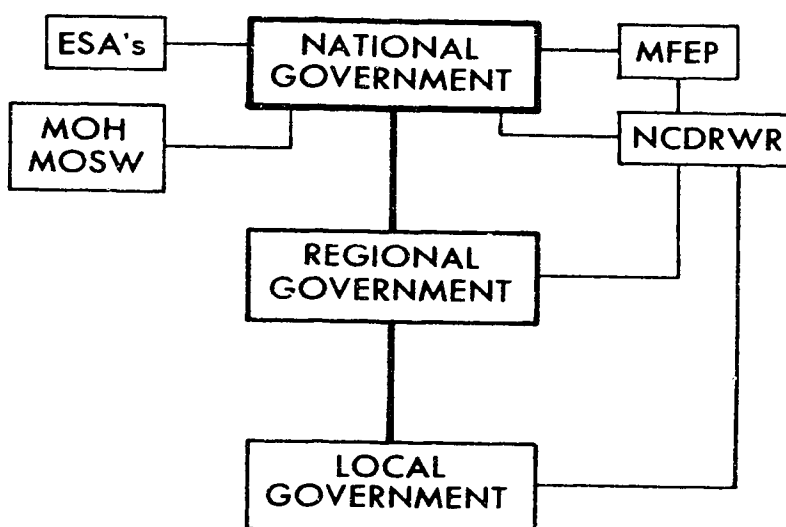 ESA's
NATIONAL
GOVERNMENT
MFEP
MOH
MOSW
NCDRWR
REGIONAL
GOVERNMENT
LOCAL
GOVERNMENT